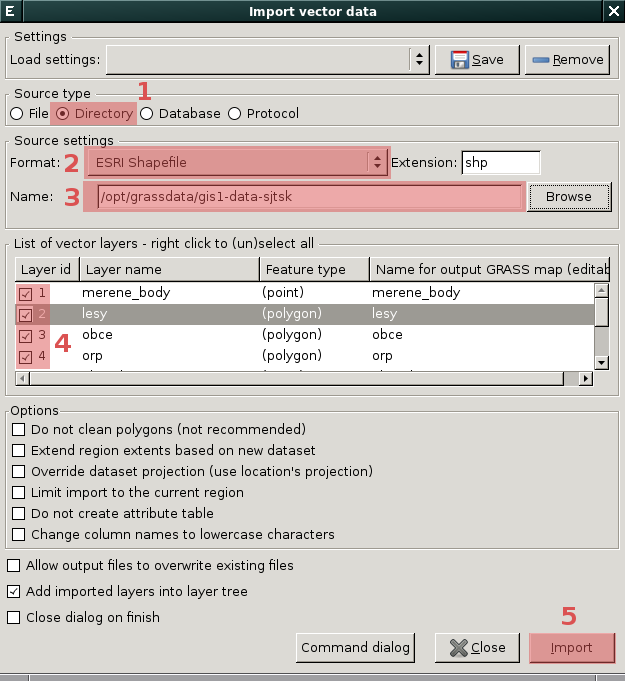 E Import vector data X
Settings
Load settings: Save Remove
Source type 1
File Directory Database Protocol
Source settings
Format: 2 ESRI Shapefile Extension: shp
Name: 3 /opt/grassdata/gis1-data-sjtsk Browse
List of vector layers - right click to (un)select all
Layer id Layer name Feature type Name for output GRASS map (editab
1 merene_body (point) merene_body
2 lesy (polygon) lesy
3 obce (polygon) obce
4
4 orp (polygon) orp
Options
Do not clean polygons (not recommended)
Extend region extents based on new dataset
Override dataset projection (use location's projection)
Limit import to the current region
Do not create attribute table
Change column names to lowercase characters
Allow output files to overwrite existing files
Add imported layers into layer tree
Close dialog on finish
5
Command dialog Close Import